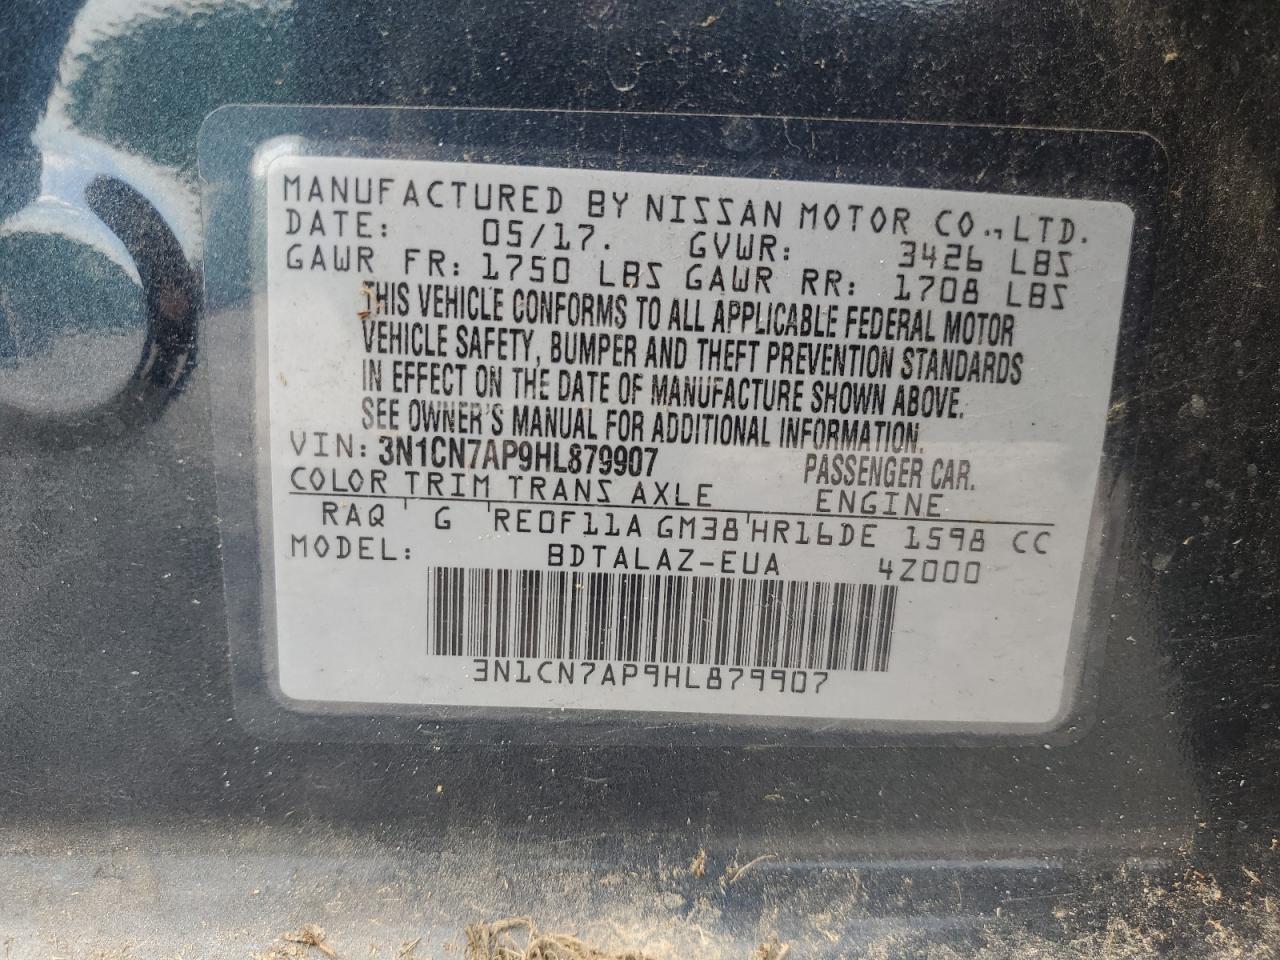 MANUFACTURED BY NISSAN MOTOR CO., LTD.
DATE: 05/17. GVWR: 3426 LBS
GAWR FR: 1750 LBS GAWR RR: 1708 LBS
THIS VEHICLE CONFORMS TO ALL APPLICABLE FEDERAL MOTOR
VEHICLE SAFETY, BUMPER AND THEFT PREVENTION STANDARDS
IN EFFECT ON THE DATE OF MANUFACTURE SHOWN ABOVE.
SEE OWNER'S MANUAL FOR ADDITIONAL INFORMATION.
VIN: 3N1CN7AP9HL879907 PASSENGER CAR.
COLOR TRIM TRANS AXLE ENGINE
RAQ G RE0F11A GM38 HR16DE 1598 CC
MODEL: BDTALAZ-EUA 4Z000
3N1CN7AP9HL879907